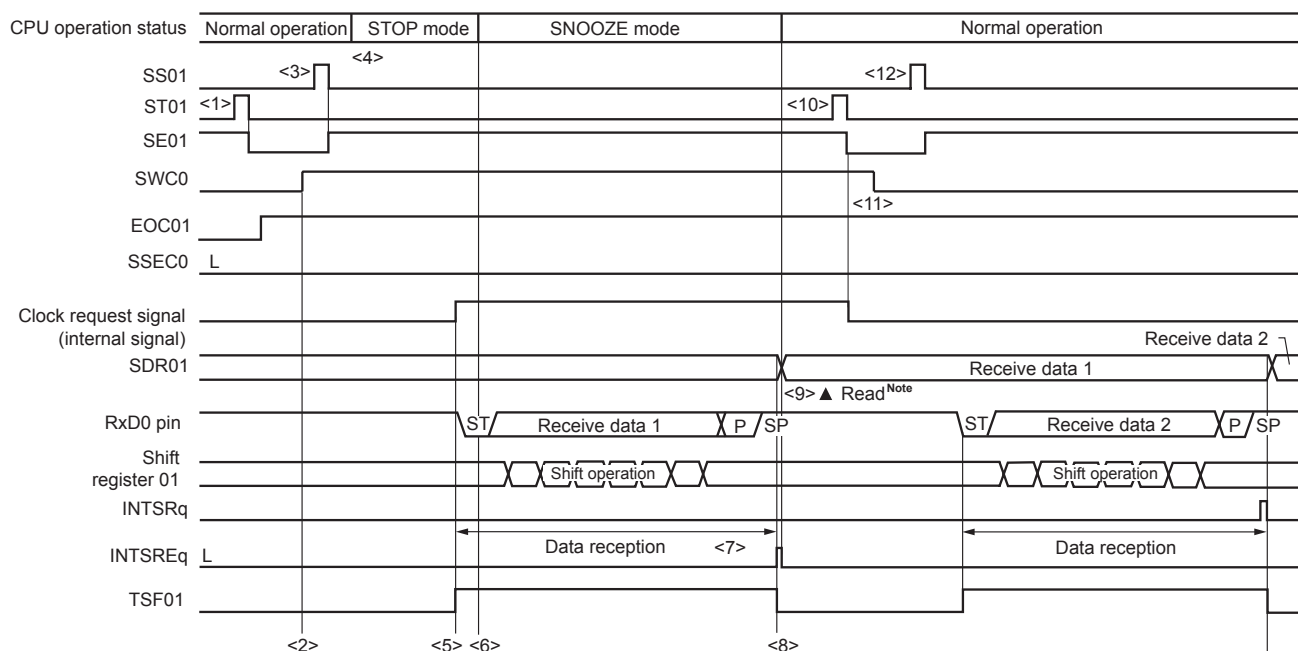 CPU operation status Normal operation STOP mode SNOOZE mode Normal operation
<4>
SS01 <3> <12>
ST01 <1> <10>
SE01
SWC0
<11>
EOC01
SSEC0 L
Clock request signal
(internal signal)
Receive data 2
SDR01 Receive data 1
<9> ▲ Read Note
RxD0 pin ST Receive data 1 P SP ST Receive data 2 P SP
Shift
register 01 Shift operation Shift operation
INTSRq
Data reception <7> Data reception
INTSREq L
TSF01
<2> <5> <6> <8>